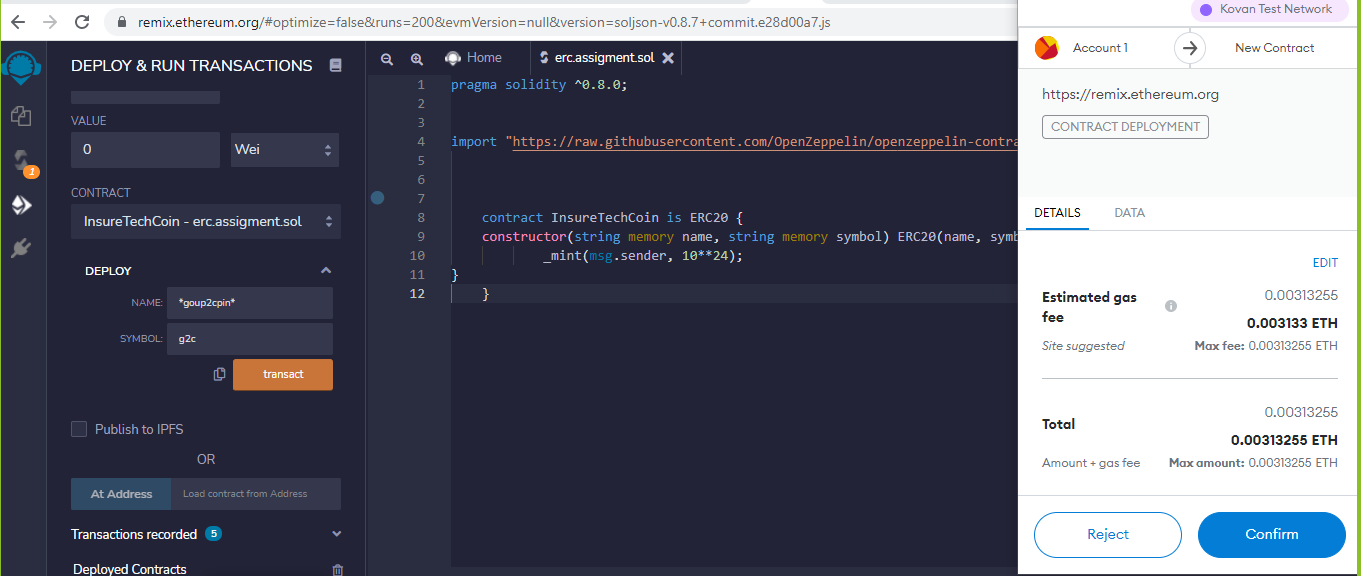 remix.ethereum.org/#optimize=false&runs=200&evmVersion=null&version=soljson-v0.8.7+commit.e28d00a7.js
Kovan Test Network
Account 1
New Contract
https://remix.ethereum.org
CONTRACT DEPLOYMENT
DETAILS
DATA
EDIT
Estimated gas fee
0.00313255
0.003133 ETH
Site suggested
Max fee: 0.00313255 ETH
Total
0.00313255
0.00313255 ETH
Amount + gas fee
Max amount: 0.00313255 ETH
Reject
Confirm
DEPLOY & RUN TRANSACTIONS
VALUE
0
Wei
CONTRACT
InsureTechCoin - erc.assigment.sol
DEPLOY
NAME: *goup2cpin*
SYMBOL: g2c
transact
Publish to IPFS
OR
At Address
Load contract from Address
Transactions recorded 5
Deployed Contracts
1
Home
erc.assigment.sol
1 pragma solidity ^0.8.0;
2
3
4 import "https://raw.githubusercontent.com/OpenZeppelin/openzeppelin-contra
5
6
7
8 contract InsureTechCoin is ERC20 {
9 constructor(string memory name, string memory symbol) ERC20(name, symb
10 _mint(msg.sender, 10**24);
11 }
12 }